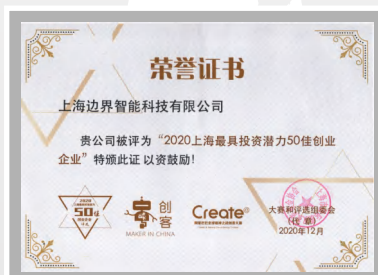 荣誉证书
上海边界智能科技有限公司
贵公司被评为“2020上海最具投资潜力50佳创业
企业”特颁此证 以资鼓励!
2020
50佳
创客
MAKER IN CHINA
Create®
大赛和评选组委会
(代章)
2020年12月